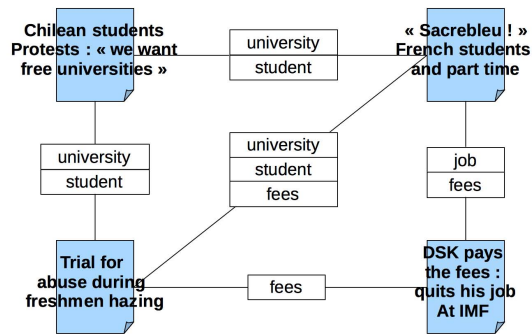 Chilean students
Protests : « we want
free universities »
university
student
« Sacrebleu ! »
French students
and part time
university
student
university
student
fees
job
fees
Trial for
abuse during
freshmen hazing
fees
DSK pays
the fees :
quits his job
At IMF